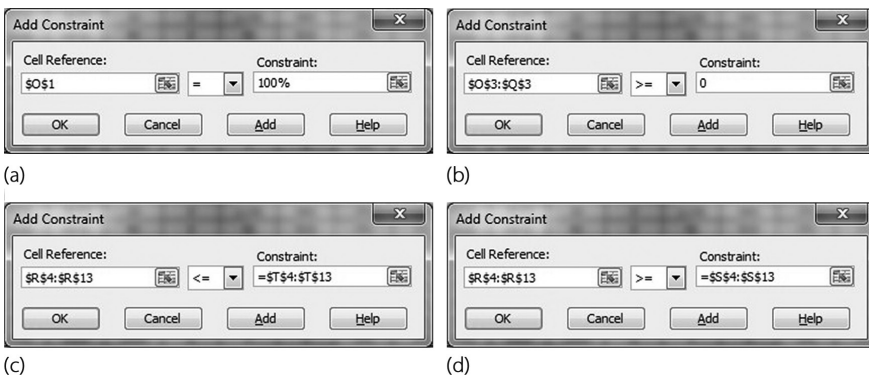 Add Constraint
X
Cell Reference:
Constraint:
$O$1
=
100%
OK
Cancel
Add
Help
(a)
Add Constraint
X
Cell Reference:
Constraint:
$O$3:$Q$3
>=
0
OK
Cancel
Add
Help
(b)
Add Constraint
X
Cell Reference:
Constraint:
$R$4:$R$13
<=
=$T$4:$T$13
OK
Cancel
Add
Help
(c)
Add Constraint
X
Cell Reference:
Constraint:
$R$4:$R$13
>=
=$S$4:$S$13
OK
Cancel
Add
Help
(d)